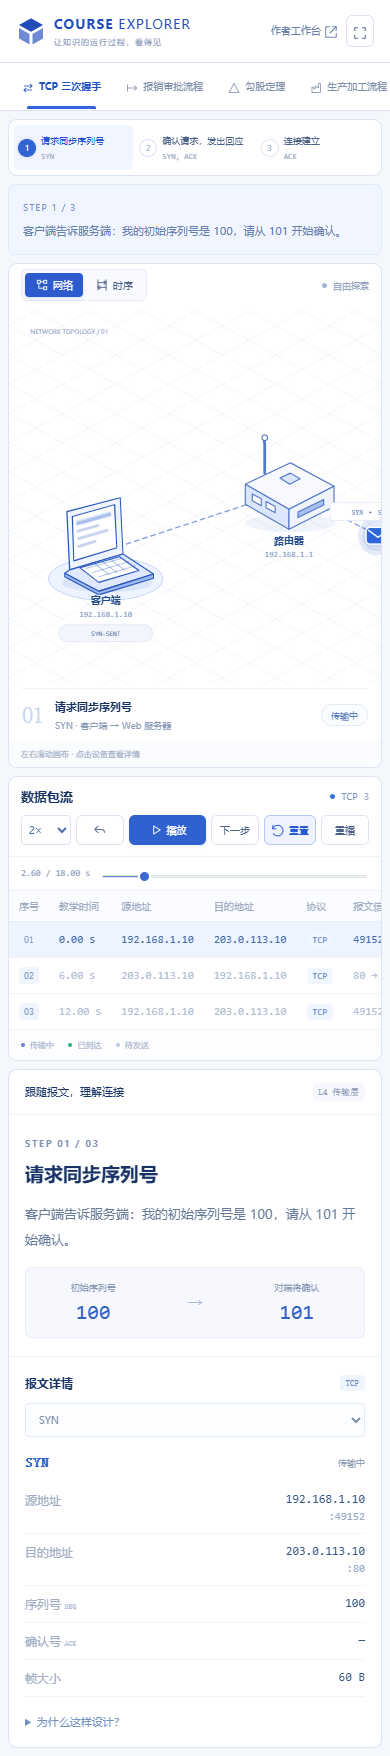 COURSE EXPLORER
让知识的运行过程，看得见
作者工作台
TCP 三次握手
报销审批流程
勾股定理
生产加工流程
1 请求同步序列号
SYN
2 确认请求，发出回应
SYN, ACK
3 连接建立
ACK
STEP 1 / 3
客户端告诉服务端：我的初始序列号是 100，请从 101 开始确认。
网络
时序
自由探索
NETWORK TOPOLOGY / 01
SYN · S
路由器
192.168.1.1
客户端
192.168.1.10
SYN-SENT
01 请求同步序列号
SYN · 客户端 → Web 服务器
传输中
左右滑动画布 · 点击设备查看详情
数据包流
TCP 3
2×
播放
下一步
重置
重播
2.60 / 18.00 s
序号 教学时间 源地址 目的地址 协议 报文信
01 0.00 s 192.168.1.10 203.0.113.10 TCP 49152
02 6.00 s 203.0.113.10 192.168.1.10 TCP 80 →
03 12.00 s 192.168.1.10 203.0.113.10 TCP 49152
传输中 已到达 待发送
跟随报文，理解连接
L4 传输层
STEP 01 / 03
请求同步序列号
客户端告诉服务端：我的初始序列号是 100，请从 101 开
始确认。
初始序列号
100
→
对端将确认
101
报文详情
TCP
SYN
SYN
传输中
源地址
192.168.1.10
:49152
目的地址
203.0.113.10
:80
序列号 SEQ
100
确认号 ACK
—
帧大小
60 B
▶ 为什么这样设计？